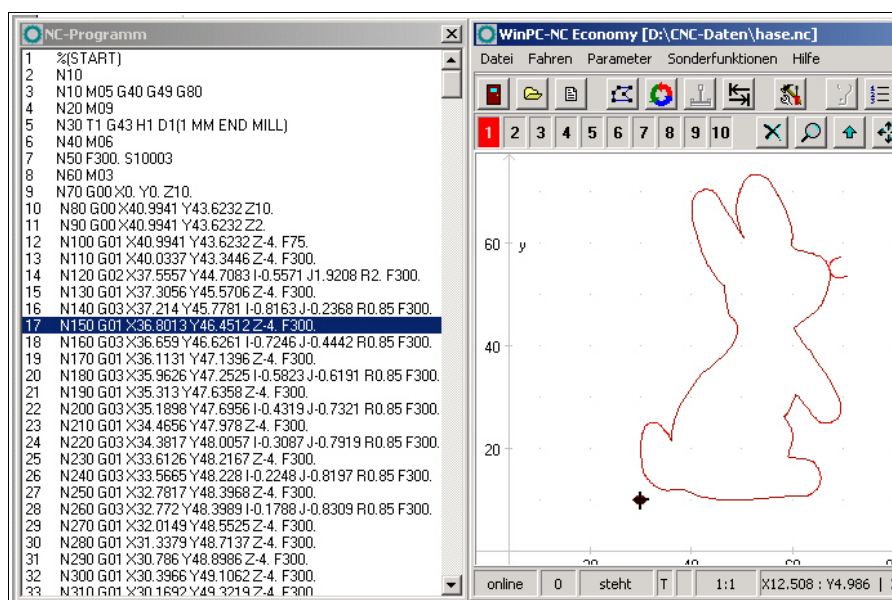 NC-Programm
1 %(START)
2 N10
3 N10 M05 G40 G49 G80
4 N20 M09
5 N30 T1 G43 H1 D1(1 MM END MILL)
6 N40 M06
7 N50 F300. S10003
8 N60 M03
9 N70 G00 X0. Y0. Z10.
10 N80 G00 X40.9941 Y43.6232 Z10.
11 N90 G00 X40.9941 Y43.6232 Z2.
12 N100 G01 X40.9941 Y43.6232 Z-4. F75.
13 N110 G01 X40.0337 Y43.3446 Z-4. F300.
14 N120 G02 X37.5557 Y44.7083 I-0.5571 J1.9208 R2. F300.
15 N130 G01 X37.3056 Y45.5706 Z-4. F300.
16 N140 G03 X37.214 Y45.7781 I-0.8163 J-0.2368 R0.85 F300.
17 N150 G01 X36.8013 Y46.4512 Z-4. F300.
18 N160 G03 X36.659 Y46.6261 I-0.7246 J-0.4442 R0.85 F300.
19 N170 G01 X36.1131 Y47.1396 Z-4. F300.
20 N180 G03 X35.9626 Y47.2525 I-0.5823 J-0.6191 R0.85 F300.
21 N190 G01 X35.313 Y47.6358 Z-4. F300.
22 N200 G03 X35.1898 Y47.6956 I-0.4319 J-0.7321 R0.85 F300.
23 N210 G01 X34.4656 Y47.978 Z-4. F300.
24 N220 G03 X34.3817 Y48.0057 I-0.3087 J-0.7919 R0.85 F300.
25 N230 G01 X33.6126 Y48.2167 Z-4. F300.
26 N240 G03 X33.5665 Y48.228 I-0.2248 J-0.8197 R0.85 F300.
27 N250 G01 X32.7817 Y48.3968 Z-4. F300.
28 N260 G03 X32.772 Y48.3989 I-0.1788 J-0.8309 R0.85 F300.
29 N270 G01 X32.0149 Y48.5525 Z-4. F300.
30 N280 G01 X31.3379 Y48.7137 Z-4. F300.
31 N290 G01 X30.786 Y48.8986 Z-4. F300.
32 N300 G01 X30.3966 Y49.1062 Z-4. F300.
33 N310 G01 X30.1692 Y49.3219 Z-4. F300.
WinPC-NC Economy [D:\CNC-Daten\hase.nc]
Datei Fahren Parameter Sonderfunktionen Hilfe
1 2 3 4 5 6 7 8 9 10
60 y
40
20
20 40 60
online 0 steht T 1:1 X12.508 : Y4.986 |